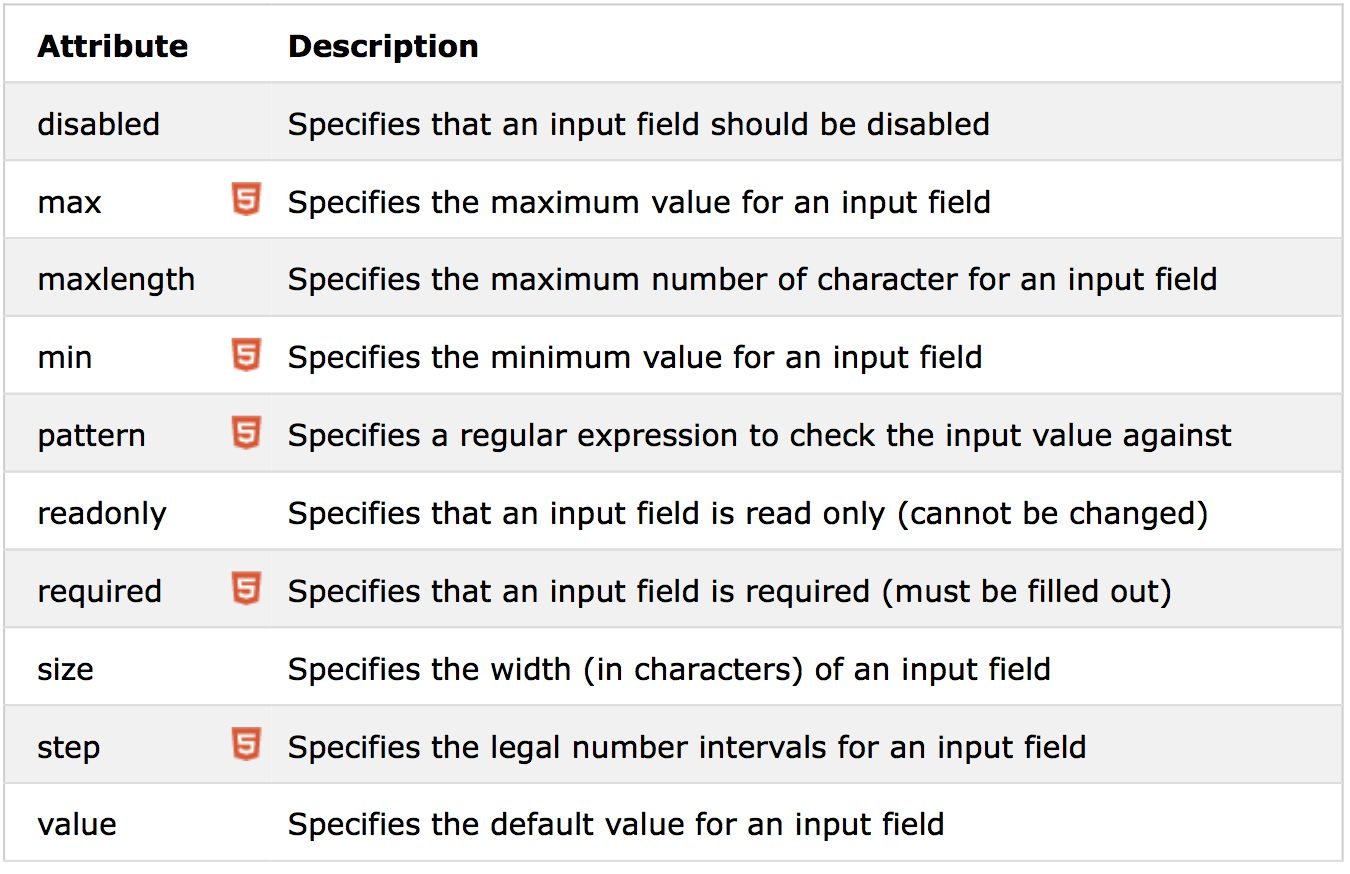 Attribute Description
disabled Specifies that an input field should be disabled
max 5 Specifies the maximum value for an input field
maxlength Specifies the maximum number of character for an input field
min 5 Specifies the minimum value for an input field
pattern 5 Specifies a regular expression to check the input value against
readonly Specifies that an input field is read only (cannot be changed)
required 5 Specifies that an input field is required (must be filled out)
size Specifies the width (in characters) of an input field
step 5 Specifies the legal number intervals for an input field
value Specifies the default value for an input field